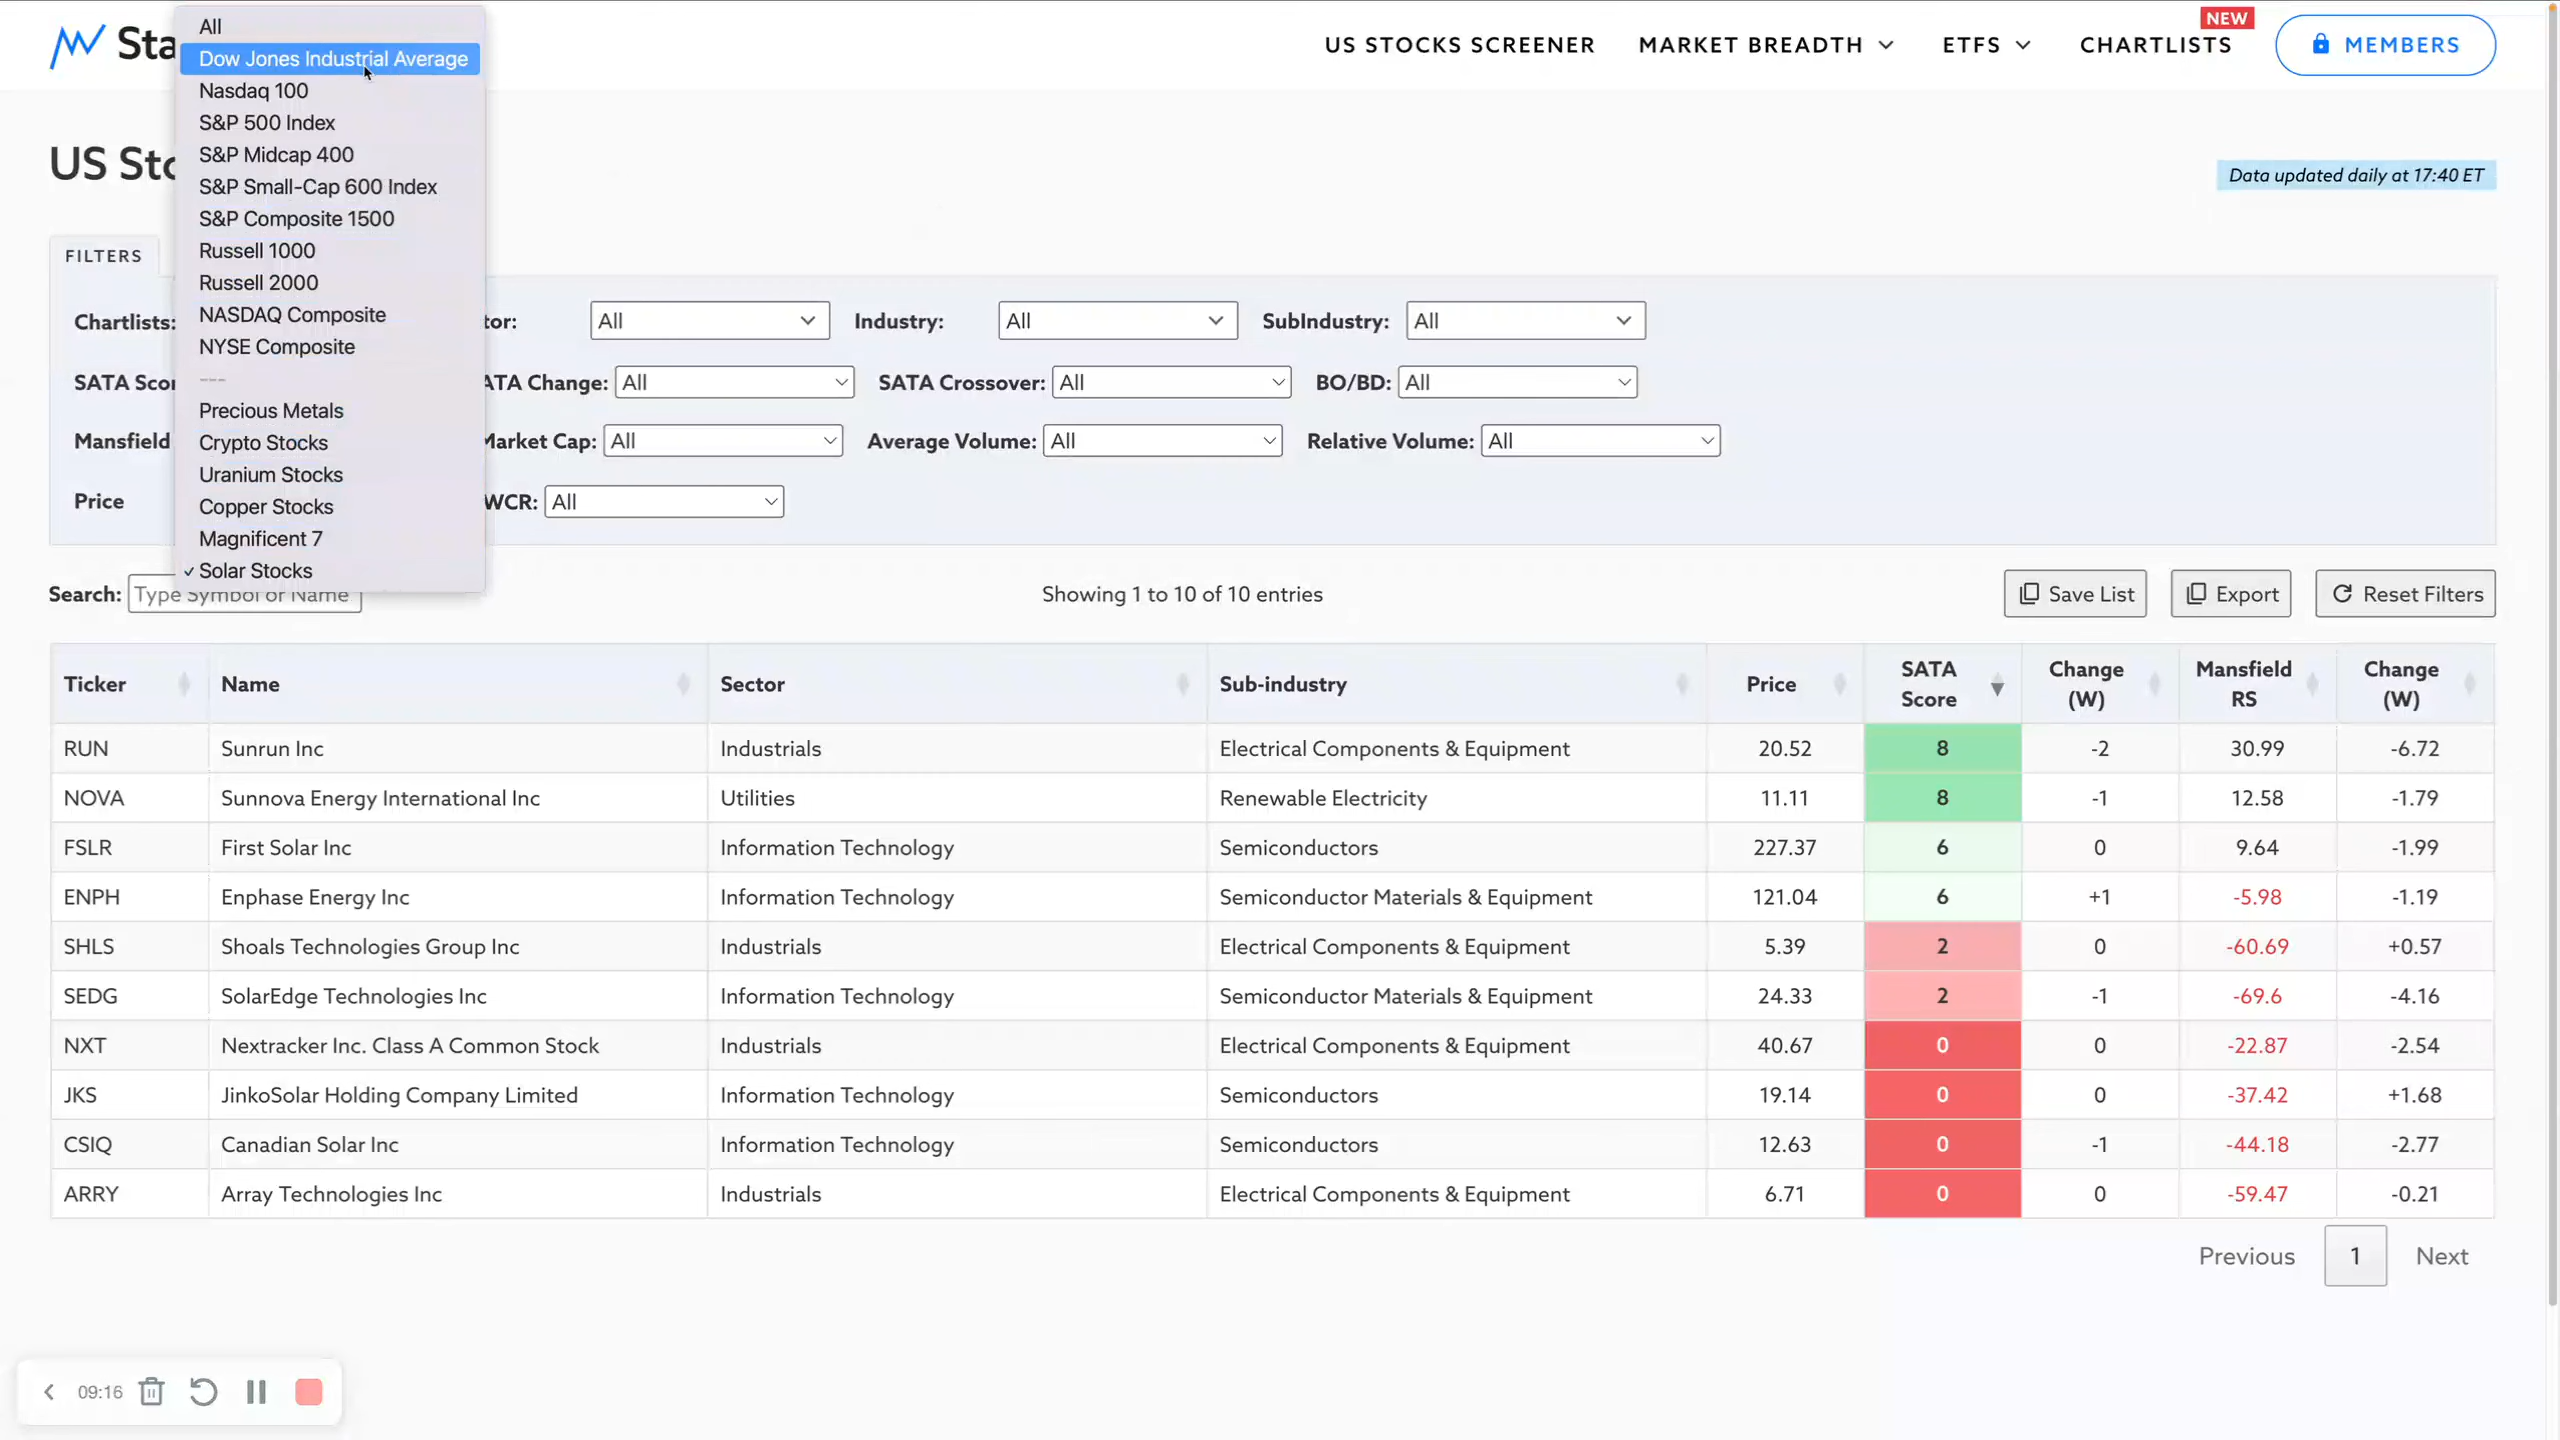 Sta
US STOCKS SCREENER
MARKET BREADTH
ETFS
CHARTLISTS
NEW
MEMBERS
All
Dow Jones Industrial Average
Nasdaq 100
S&P 500 Index
S&P Midcap 400
S&P Small-Cap 600 Index
S&P Composite 1500
Russell 1000
Russell 2000
NASDAQ Composite
NYSE Composite
---
Precious Metals
Crypto Stocks
Uranium Stocks
Copper Stocks
Magnificent 7
✓ Solar Stocks
US Sto
Data updated daily at 17:40 ET
FILTERS
Chartlists: tor: All Industry: All SubIndustry: All
SATA Scor ATA Change: All SATA Crossover: All BO/BD: All
Mansfield Market Cap: All Average Volume: All Relative Volume: All
Price WCR: All
Search: Type Symbol or Name
Showing 1 to 10 of 10 entries
Save List
Export
Reset Filters
Ticker Name Sector Sub-industry Price SATA Score Change (W) Mansfield RS Change (W)
RUN Sunrun Inc Industrials Electrical Components & Equipment 20.52 8 -2 30.99 -6.72
NOVA Sunnova Energy International Inc Utilities Renewable Electricity 11.11 8 -1 12.58 -1.79
FSLR First Solar Inc Information Technology Semiconductors 227.37 6 0 9.64 -1.99
ENPH Enphase Energy Inc Information Technology Semiconductor Materials & Equipment 121.04 6 +1 -5.98 -1.19
SHLS Shoals Technologies Group Inc Industrials Electrical Components & Equipment 5.39 2 0 -60.69 +0.57
SEDG SolarEdge Technologies Inc Information Technology Semiconductor Materials & Equipment 24.33 2 -1 -69.6 -4.16
NXT Nextracker Inc. Class A Common Stock Industrials Electrical Components & Equipment 40.67 0 0 -22.87 -2.54
JKS JinkoSolar Holding Company Limited Information Technology Semiconductors 19.14 0 0 -37.42 +1.68
CSIQ Canadian Solar Inc Information Technology Semiconductors 12.63 0 -1 -44.18 -2.77
ARRY Array Technologies Inc Industrials Electrical Components & Equipment 6.71 0 0 -59.47 -0.21
Previous 1 Next
09:16